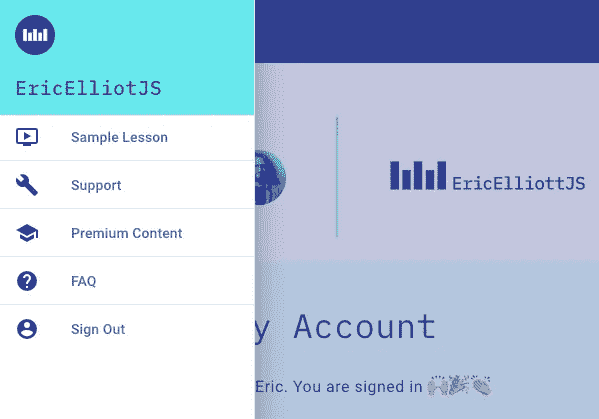 EricElliotJS
Sample Lesson
Support
Premium Content
FAQ
Sign Out
EricElliottJS
y Account
Eric. You are signed in 🙌🎉👏